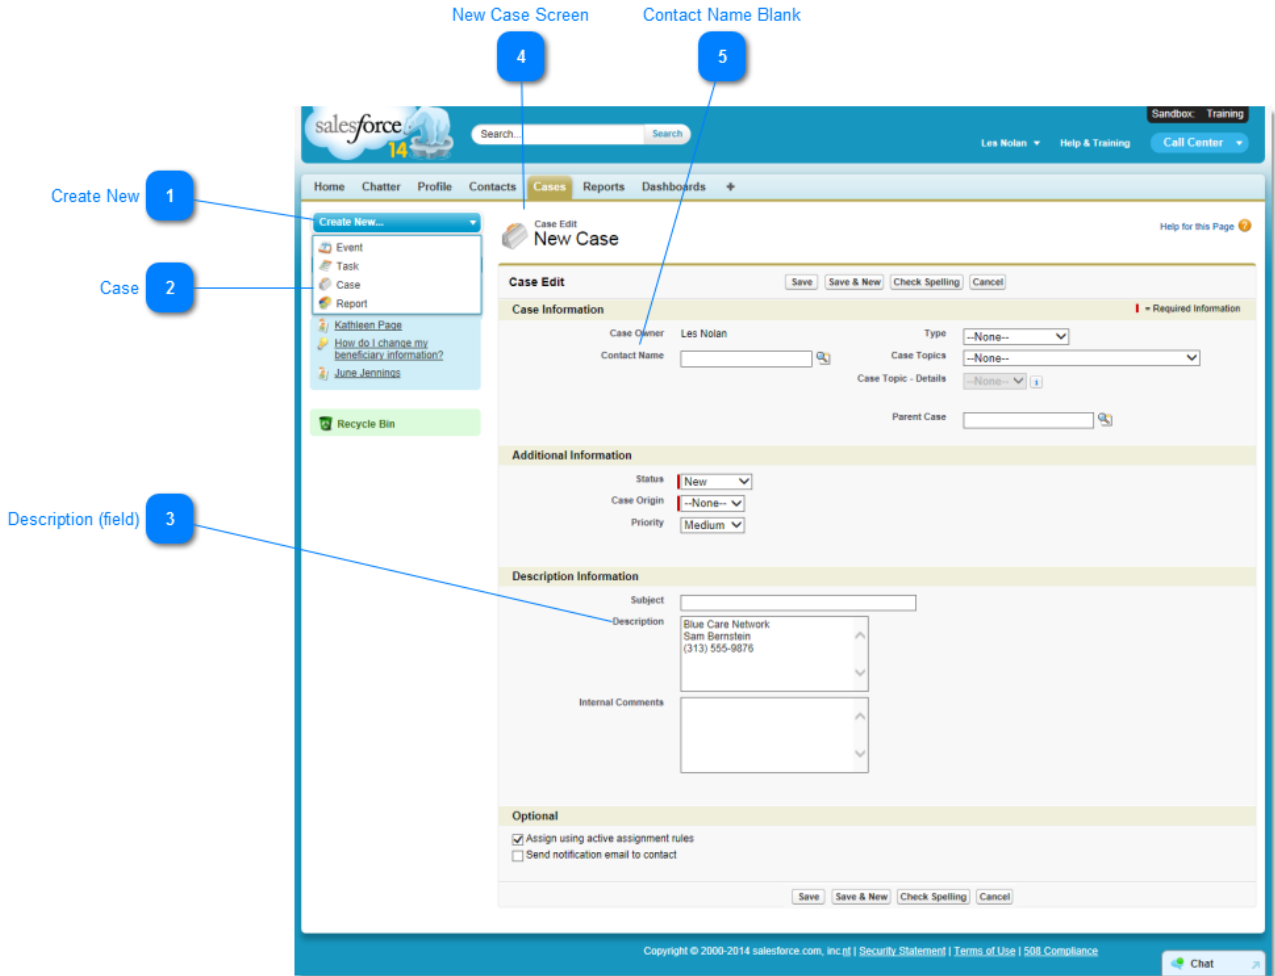 New Case Screen
Contact Name Blank
4
5
salesforce
14
Search...
Search
Sandbox: Training
Les Nolan
Help & Training
Call Center
Home Chatter Profile Contacts Cases Reports Dashboards +
Create New
1
Create New...
Event
Task
Case
Report
Case
2
Kathleen Page
How do I change my
beneficiary information?
June Jennings
Recycle Bin
Case Edit
New Case
Help for this Page ?
Case Edit
Save Save & New Check Spelling Cancel
Case Information
= Required Information
Case Owner Les Nolan
Type --None--
Contact Name
Case Topics --None--
Case Topic - Details --None-- i
Parent Case
Additional Information
Status New
Case Origin --None--
Priority Medium
Description (field)
3
Description Information
Subject
Description
Blue Care Network
Sam Bernstein
(313) 555-9876
Internal Comments
Optional
Assign using active assignment rules
Send notification email to contact
Save Save & New Check Spelling Cancel
Copyright © 2000-2014 salesforce.com, inc.nt | Security Statement | Terms of Use | 508 Compliance
Chat